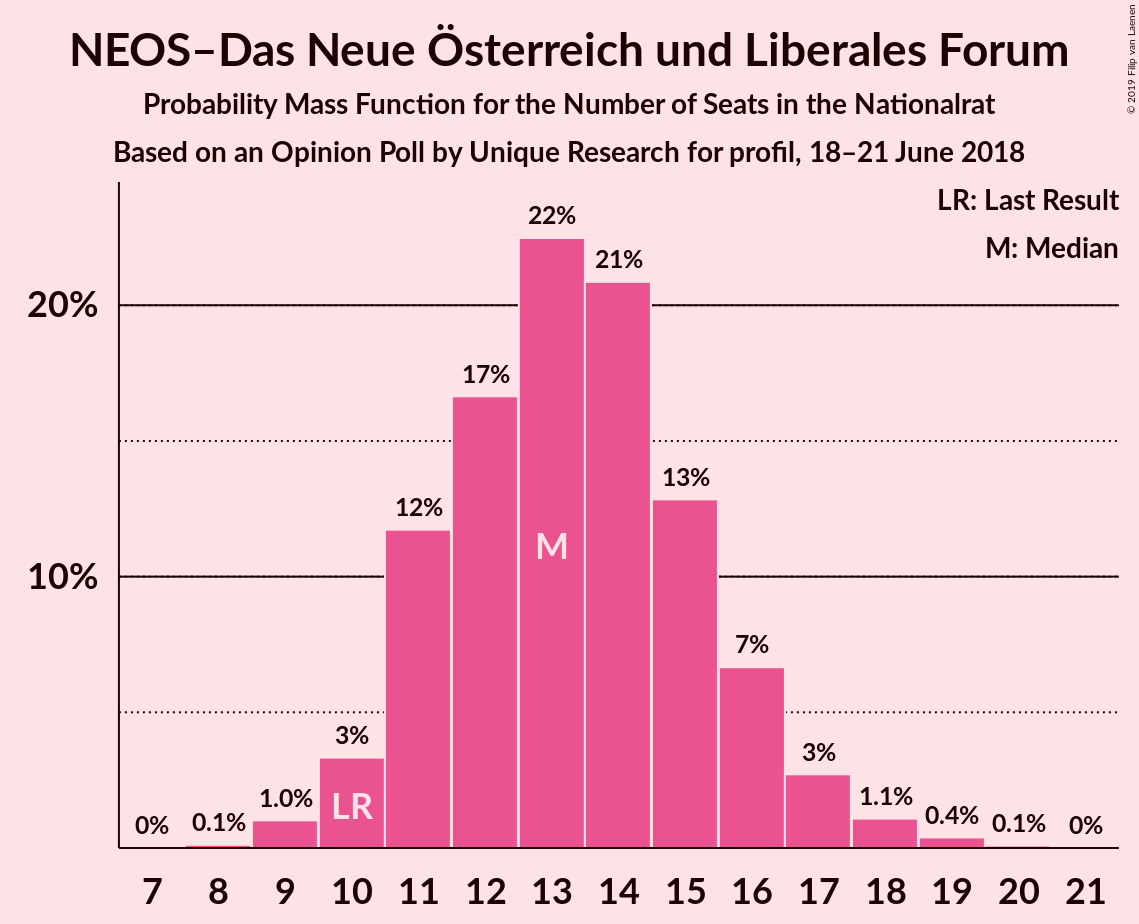 NEOS–Das Neue Österreich und Liberales Forum
Probability Mass Function for the Number of Seats in the Nationalrat
Based on an Opinion Poll by Unique Research for profil, 18–21 June 2018
© 2019 Filip van Laenen
LR: Last Result
M: Median
20%
10%
0%
0.1%
1.0%
3%
12%
17%
22%
21%
13%
7%
3%
1.1%
0.4%
0.1%
0%
LR
M
7 8 9 10 11 12 13 14 15 16 17 18 19 20 21